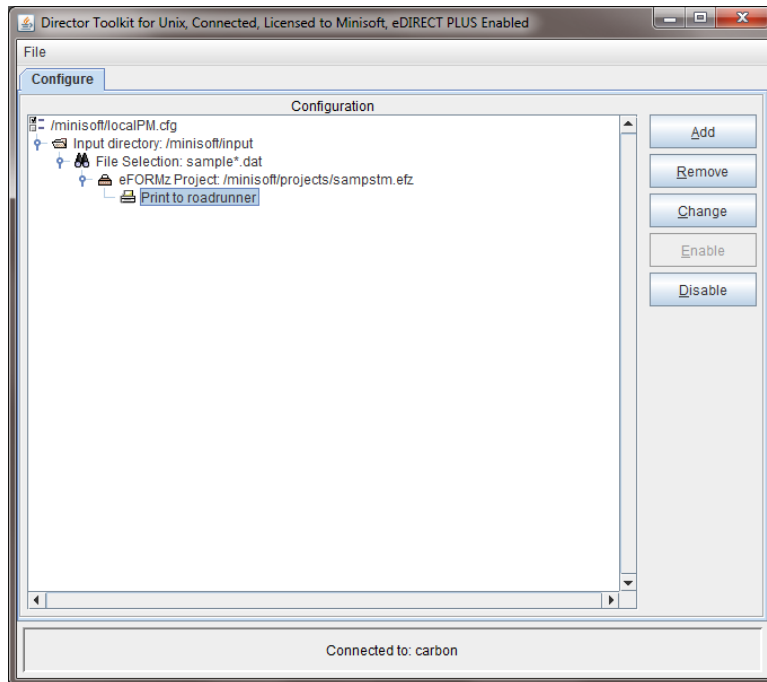 Director Toolkit for Unix, Connected, Licensed to Minisoft, eDIRECT PLUS Enabled
File
Configure
Configuration
/minisoft/localPM.cfg
Input directory: /minisoft/input
File Selection: sample*.dat
eFORMz Project: /minisoft/projects/sampstm.efz
Print to roadrunner
Add
Remove
Change
Enable
Disable
Connected to: carbon